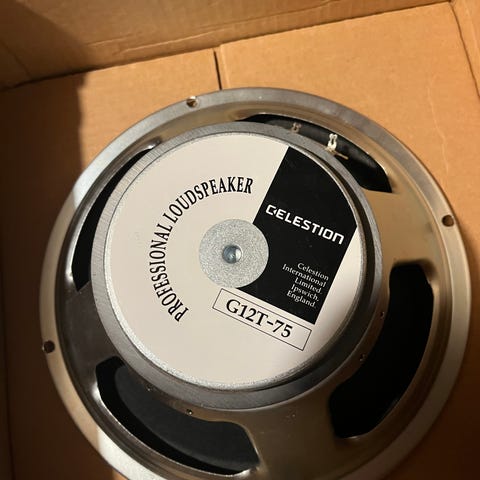 PROFESSIONAL LOUDSPEAKER
CELESTION
Celestion
International
Limited
Ipswich,
England.
G12T-75